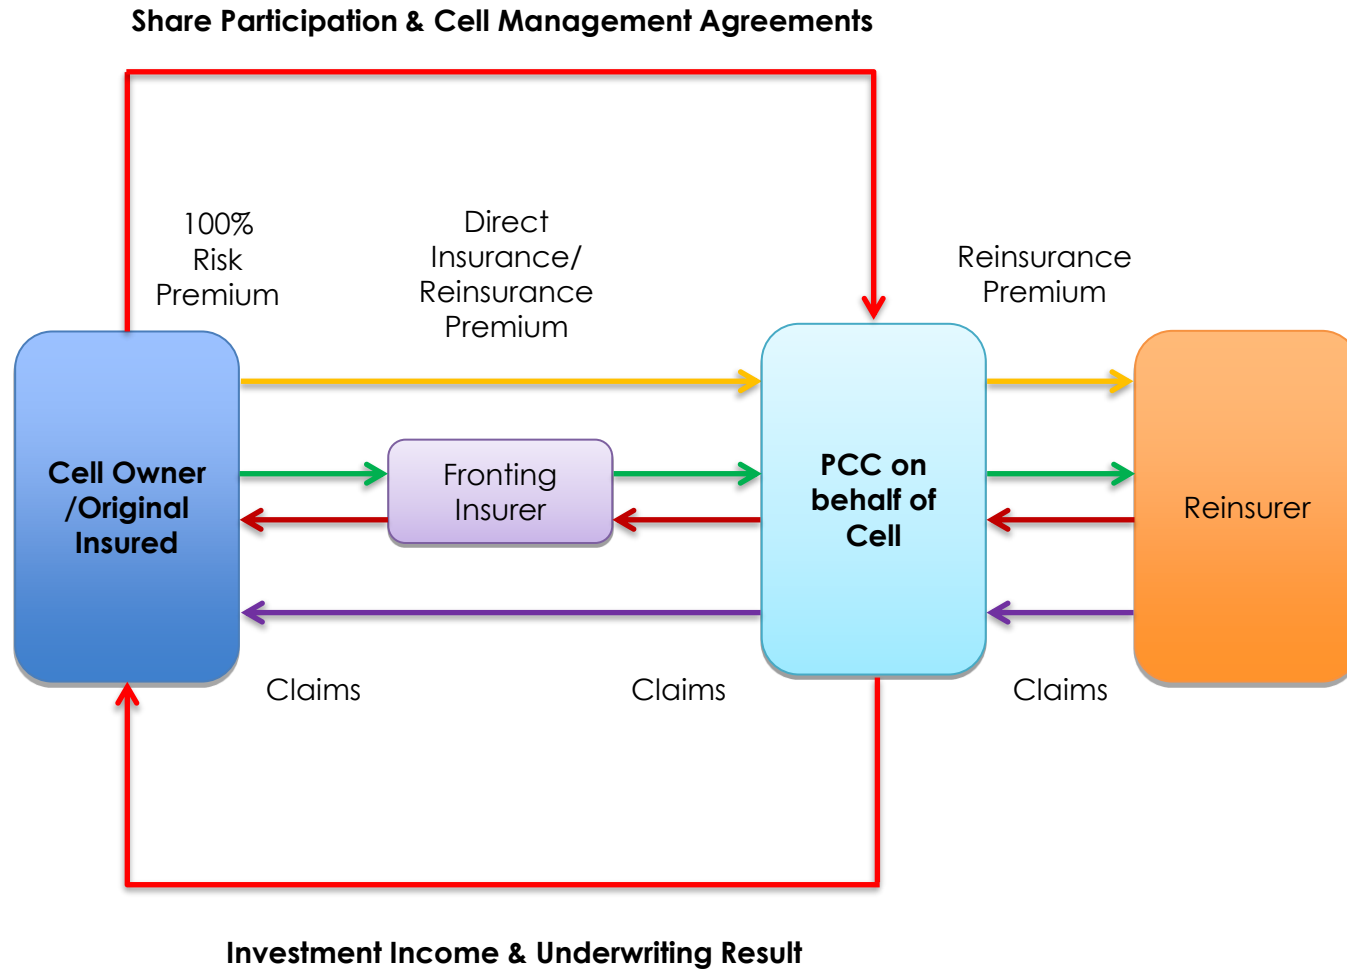 Share Participation & Cell Management Agreements
100%
Risk
Premium
Direct
Insurance/
Reinsurance
Premium
Reinsurance
Premium
Cell Owner
/Original
Insured
Fronting
Insurer
PCC on
behalf of
Cell
Reinsurer
Claims
Claims
Claims
Investment Income & Underwriting Result